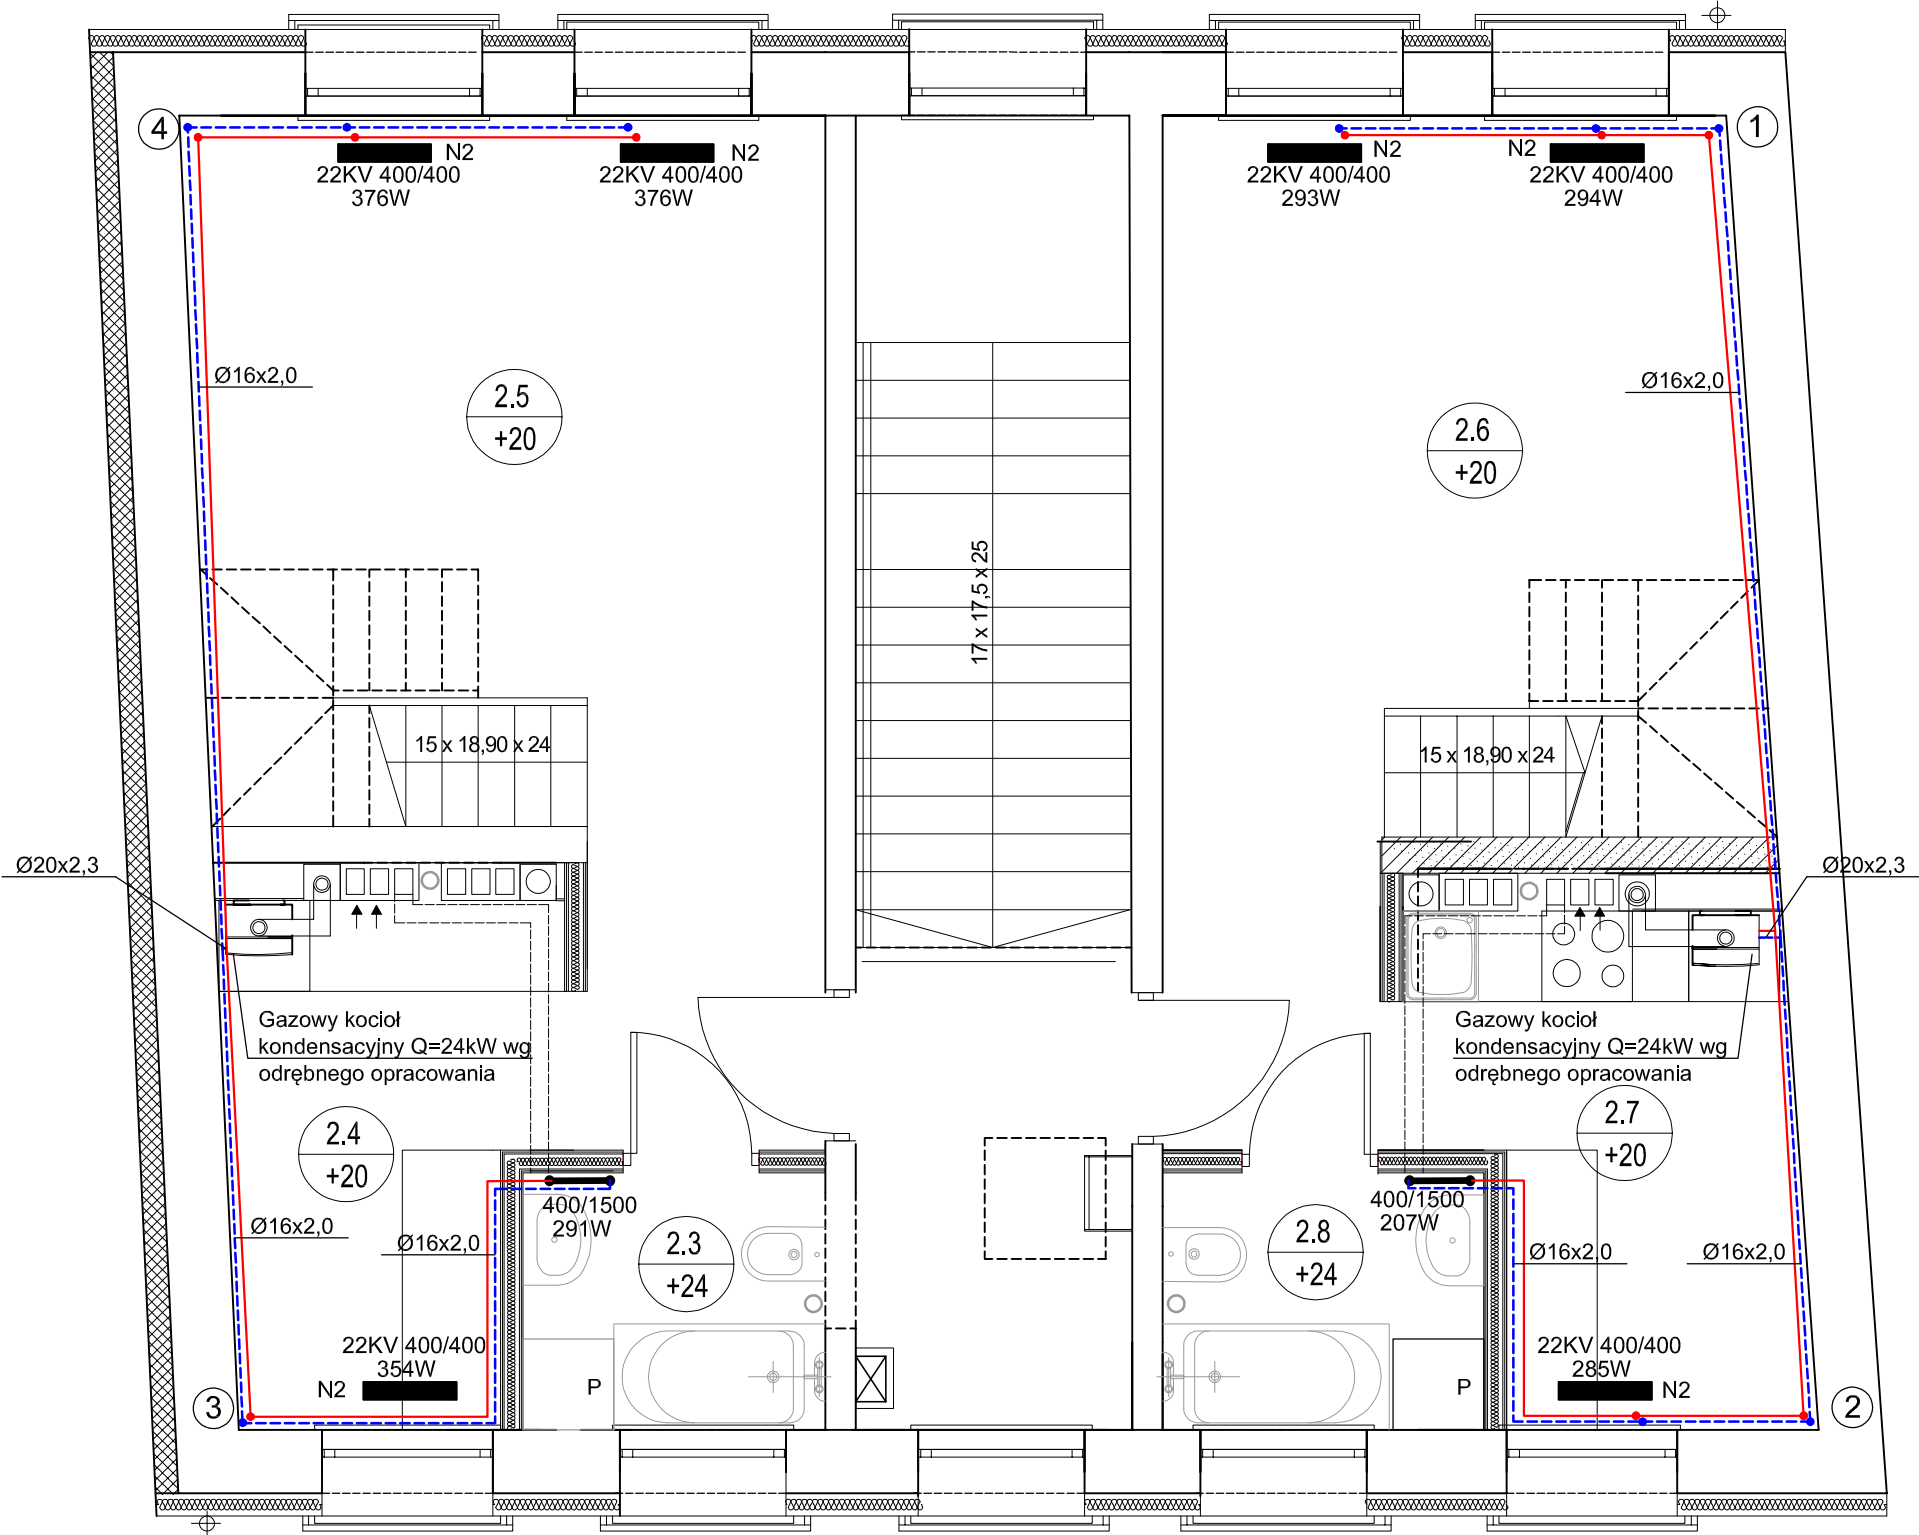 4
N2
22KV 400/400
376W
N2
22KV 400/400
376W
N2
22KV 400/400
293W
N2
22KV 400/400
294W
1
Ø16x2,0
2.5
+20
Ø16x2,0
2.6
+20
17 x 17,5 x 25
15 x 18,90 x 24
15 x 18,90 x 24
Ø20x2,3
Ø20x2,3
Gazowy kocioł
kondensacyjny Q=24kW wg
odrębnego opracowania
Gazowy kocioł
kondensacyjny Q=24kW wg
odrębnego opracowania
2.4
+20
2.7
+20
400/1500
291W
400/1500
207W
Ø16x2,0
Ø16x2,0
2.3
+24
2.8
+24
Ø16x2,0
Ø16x2,0
22KV 400/400
354W
N2
22KV 400/400
285W
N2
P
P
3
2